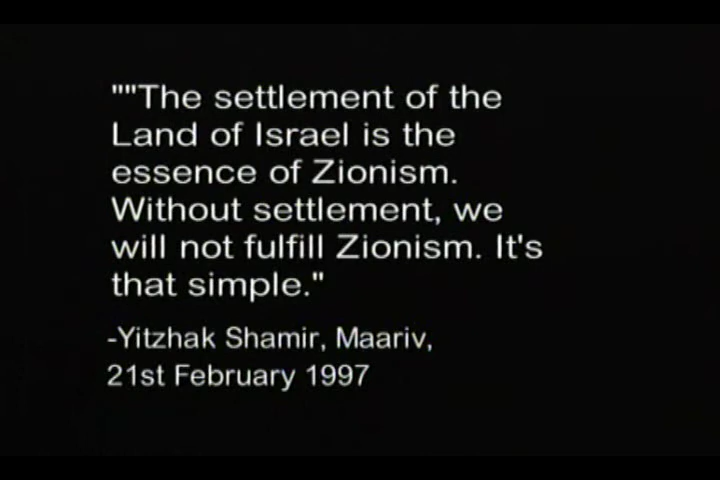 ""The settlement of the
Land of Israel is the
essence of Zionism.
Without settlement, we
will not fulfill Zionism. It's
that simple."
-Yitzhak Shamir, Maariv,
21st February 1997